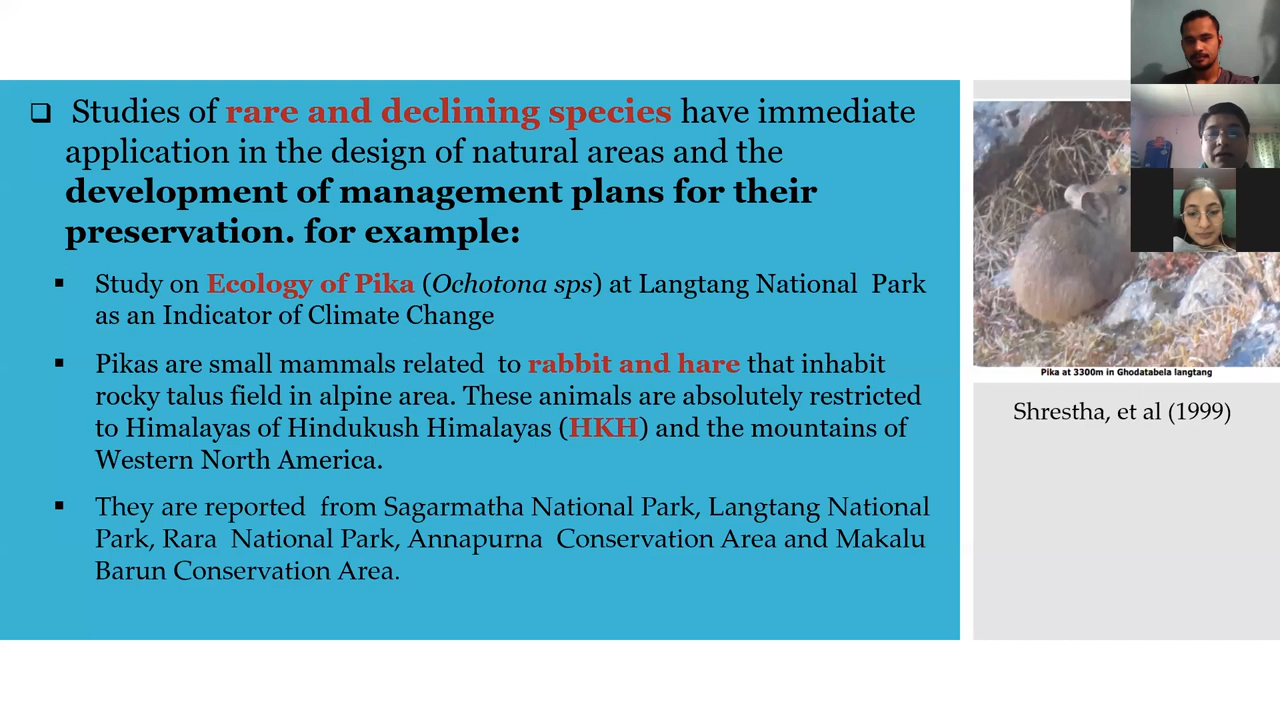 ❑ Studies of rare and declining species have immediate
application in the design of natural areas and the
development of management plans for their
preservation. for example:
▪ Study on Ecology of Pika (Ochotona sps) at Langtang National Park
as an Indicator of Climate Change
▪ Pikas are small mammals related to rabbit and hare that inhabit
rocky talus field in alpine area. These animals are absolutely restricted
to Himalayas of Hindukush Himalayas (HKH) and the mountains of
Western North America.
▪ They are reported from Sagarmatha National Park, Langtang National
Park, Rara National Park, Annapurna Conservation Area and Makalu
Barun Conservation Area.
Pika at 3300m in Ghodatabela langtang
Shrestha, et al (1999)